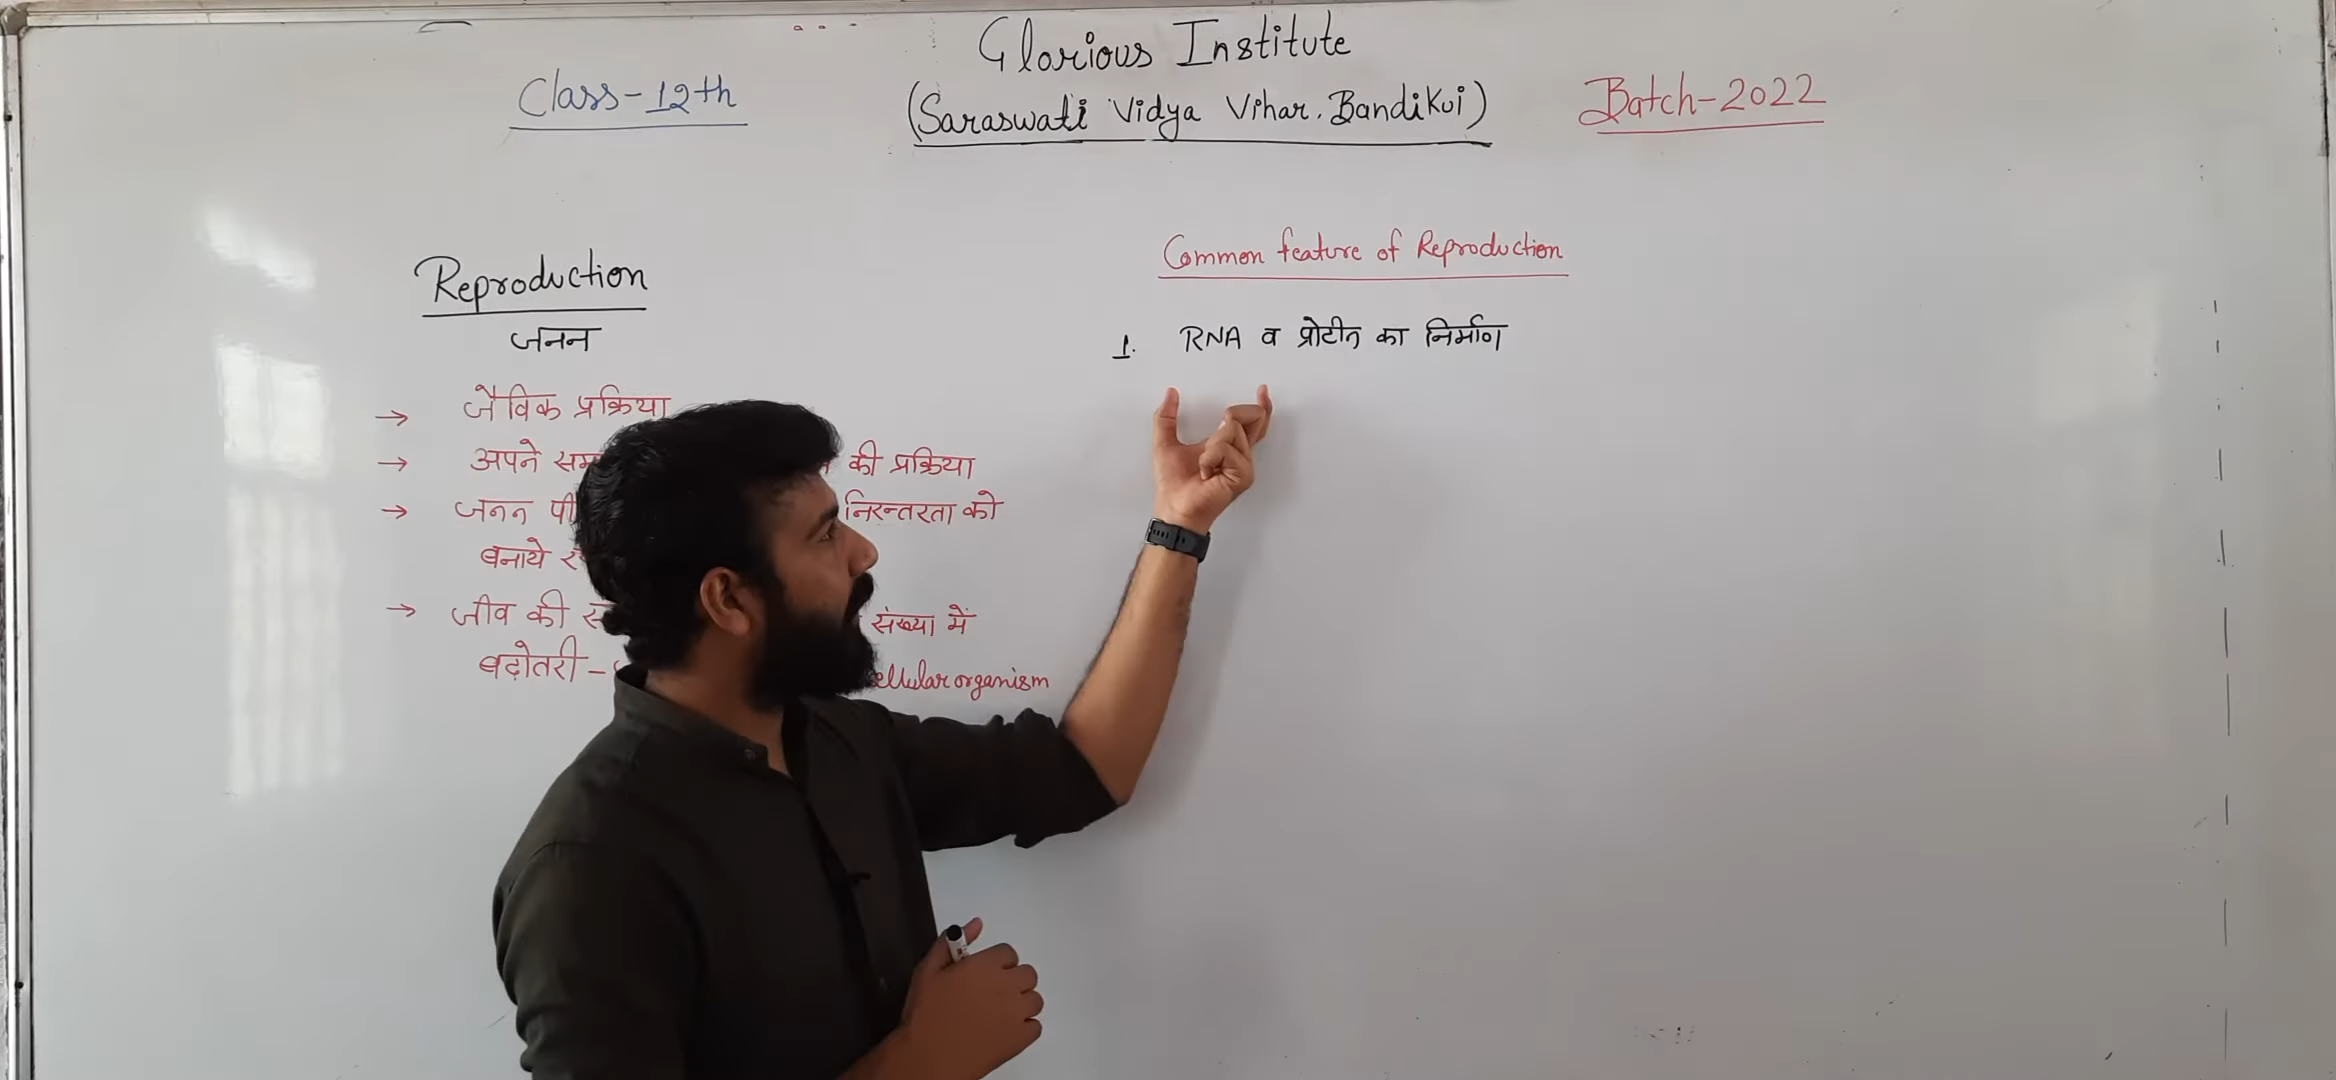 Glorious Institute
Class-12th
(Saraswati Vidya Vihar. Bandikui)
Batch-2022
Reproduction
जनन
→ जैविक प्रक्रिया
→ अपने की प्रक्रिया
→ जनन निरन्तरता को
बनाये
→ जीव की संख्या में
बढ़ोतरी - organism
Common feature of Reproduction
1. RNA व प्रोटीन का निर्माण